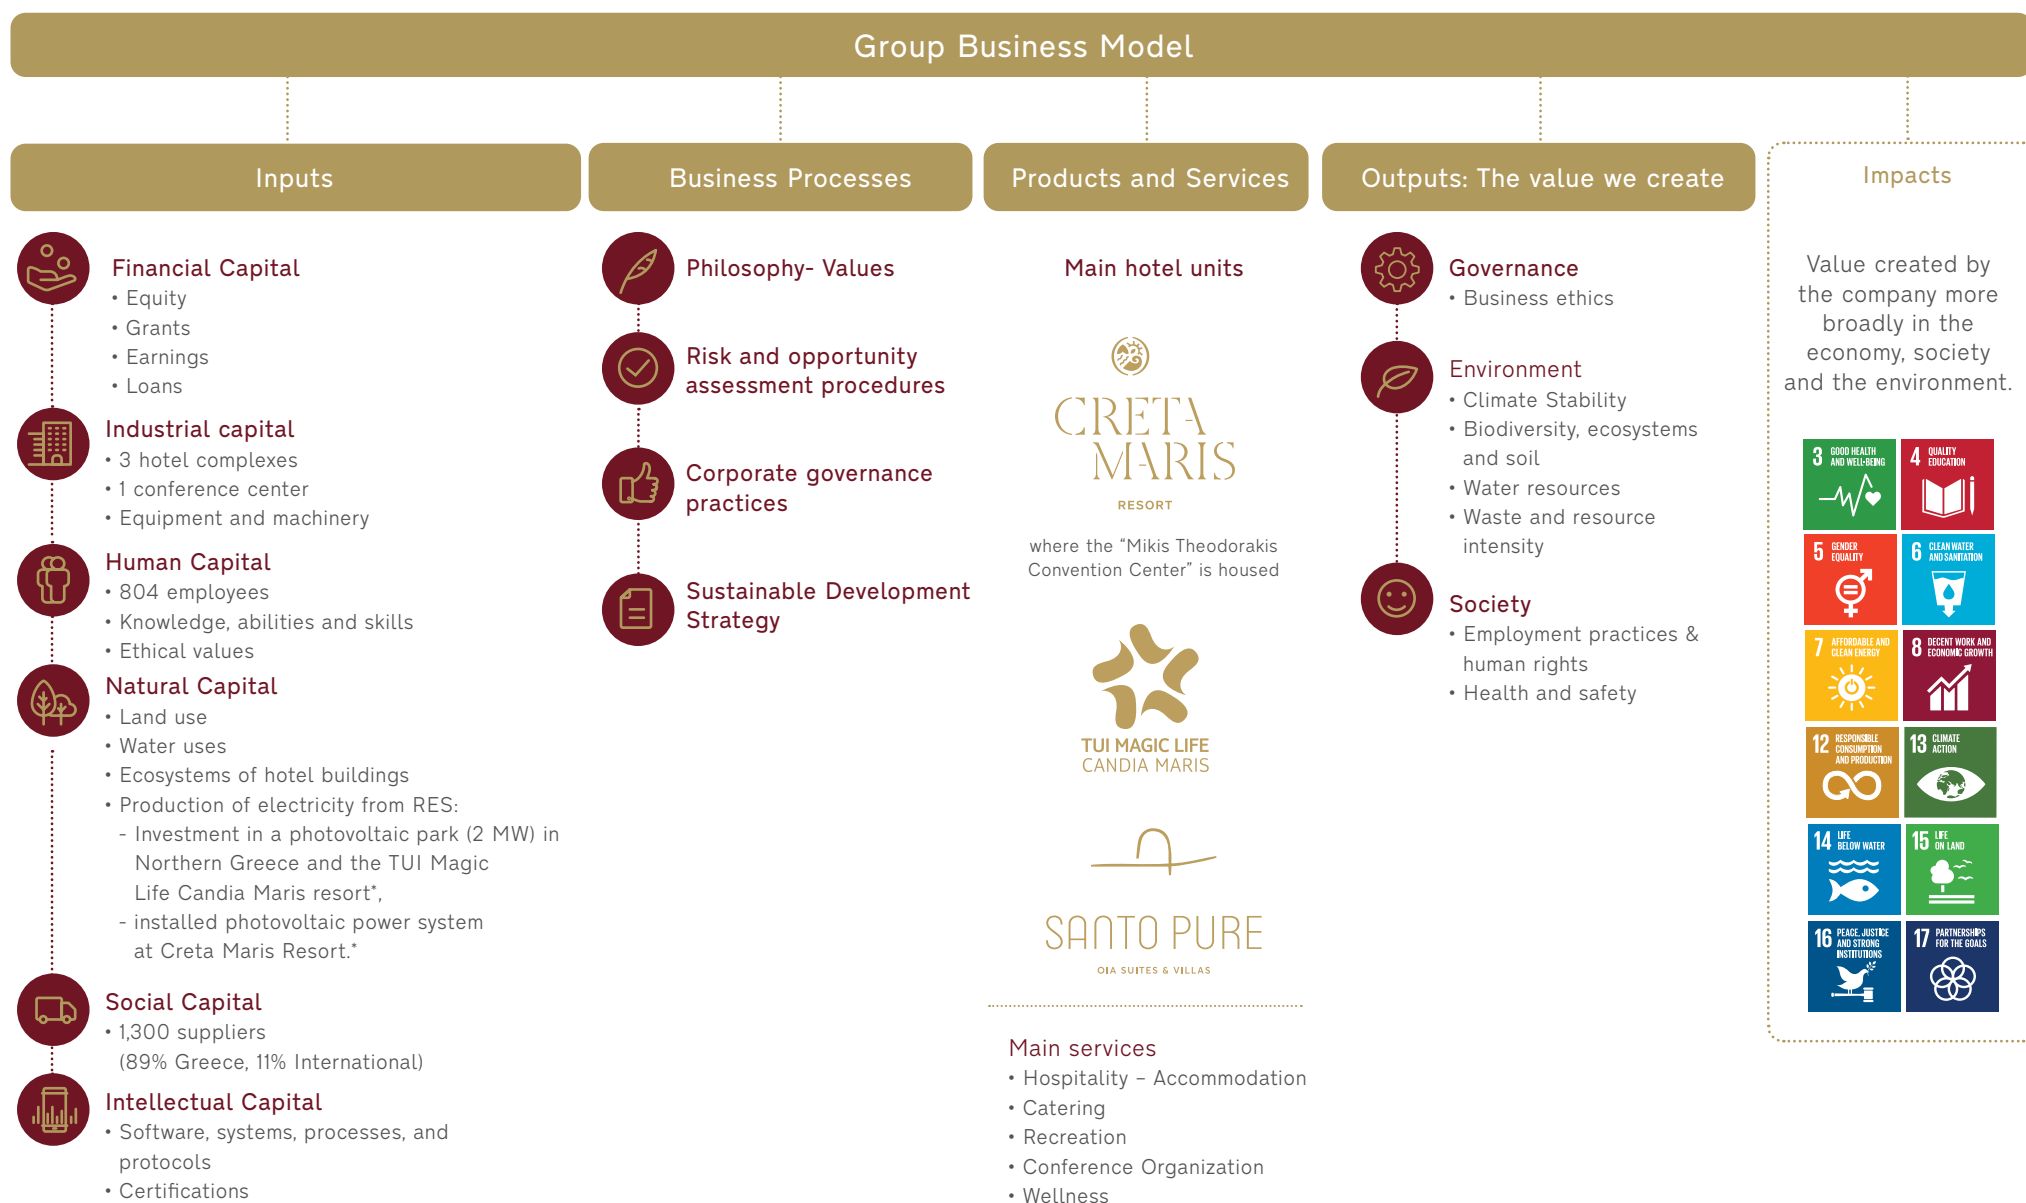 Group Business Model
Inputs
Financial Capital
• Equity
• Grants
• Earnings
• Loans
Industrial capital
• 3 hotel complexes
• 1 conference center
• Equipment and machinery
Human Capital
• 804 employees
• Knowledge, abilities and skills
• Ethical values
Natural Capital
• Land use
• Water uses
• Ecosystems of hotel buildings
• Production of electricity from RES:
- Investment in a photovoltaic park (2 MW) in
Northern Greece and the TUI Magic
Life Candia Maris resort*,
- installed photovoltaic power system
at Creta Maris Resort.*
Social Capital
• 1,300 suppliers
(89% Greece, 11% International)
Intellectual Capital
• Software, systems, processes, and
protocols
• Certifications
Business Processes
Philosophy- Values
Risk and opportunity
assessment procedures
Corporate governance
practices
Sustainable Development
Strategy
Products and Services
Main hotel units
CRETA
MARIS
RESORT
where the “Mikis Theodorakis
Convention Center” is housed
TUI MAGIC LIFE
CANDIA MARIS
SANTO PURE
OIA SUITES & VILLAS
Main services
• Hospitality – Accommodation
• Catering
• Recreation
• Conference Organization
• Wellness
Outputs: The value we create
Governance
• Business ethics
Environment
• Climate Stability
• Biodiversity, ecosystems
and soil
• Water resources
• Waste and resource
intensity
Society
• Employment practices &
human rights
• Health and safety
Impacts
Value created by
the company more
broadly in the
economy, society
and the environment.
3 GOOD HEALTH
AND WELL-BEING
4 QUALITY
EDUCATION
5 GENDER
EQUALITY
6 CLEAN WATER
AND SANITATION
7 AFFORDABLE AND
CLEAN ENERGY
8 DECENT WORK AND
ECONOMIC GROWTH
12 RESPONSIBLE
CONSUMPTION
AND PRODUCTION
13 CLIMATE
ACTION
14 LIFE
BELOW WATER
15 LIFE
ON LAND
16 PEACE, JUSTICE
AND STRONG
INSTITUTIONS
17 PARTNERSHIPS
FOR THE GOALS